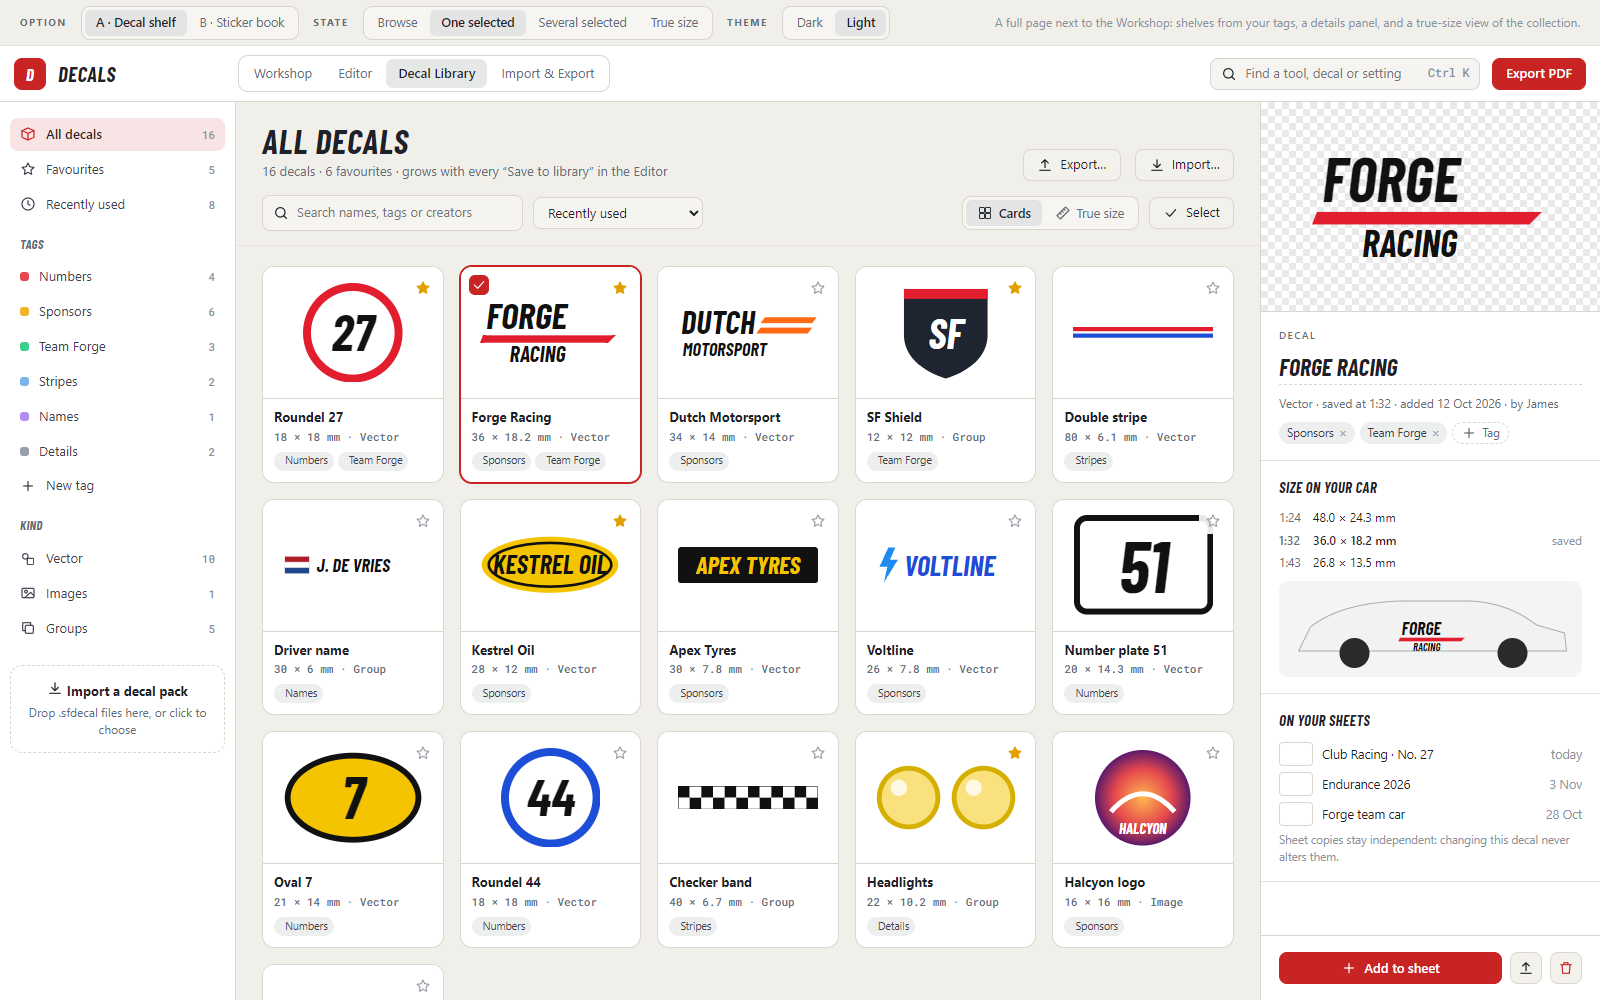 OPTION A · Decal shelf B · Sticker book STATE Browse One selected Several selected True size THEME Dark Light A full page next to the Workshop: shelves from your tags, a details panel, and a true-size view of the collection.
D DECALS Workshop Editor Decal Library Import & Export Find a tool, decal or setting Ctrl K Export PDF
All decals 16
Favourites 5
Recently used 8
TAGS
Numbers 4
Sponsors 6
Team Forge 3
Stripes 2
Names 1
Details 2
New tag
KIND
Vector 10
Images 1
Groups 5
Import a decal pack
Drop .sfdecal files here, or click to
choose
ALL DECALS
16 decals · 6 favourites · grows with every “Save to library” in the Editor
Export... Import...
Search names, tags or creators Recently used Cards True size Select
27
FORGE
RACING
DUTCH
MOTORSPORT
SF
Roundel 27 Forge Racing Dutch Motorsport SF Shield Double stripe
18 × 18 mm · Vector 36 × 18.2 mm · Vector 34 × 14 mm · Vector 12 × 12 mm · Group 80 × 6.1 mm · Vector
Numbers Team Forge Sponsors Team Forge Sponsors Team Forge Stripes
J. DE VRIES KESTREL OIL APEX TYRES VOLTLINE 51
Driver name Kestrel Oil Apex Tyres Voltline Number plate 51
30 × 6 mm · Group 28 × 12 mm · Vector 30 × 7.8 mm · Vector 26 × 7.8 mm · Vector 20 × 14.3 mm · Vector
Names Sponsors Sponsors Sponsors Numbers
7 44 HALCYON
Oval 7 Roundel 44 Checker band Headlights Halcyon logo
21 × 14 mm · Vector 18 × 18 mm · Vector 40 × 6.7 mm · Group 22 × 10.2 mm · Group 16 × 16 mm · Image
Numbers Numbers Stripes Details Sponsors
FORGE
RACING
DECAL
FORGE RACING
Vector · saved at 1:32 · added 12 Oct 2026 · by James
Sponsors × Team Forge × Tag
SIZE ON YOUR CAR
1:24 48.0 × 24.3 mm
1:32 36.0 × 18.2 mm saved
1:43 26.8 × 13.5 mm
FORGE
RACING
ON YOUR SHEETS
Club Racing · No. 27 today
Endurance 2026 3 Nov
Forge team car 28 Oct
Sheet copies stay independent: changing this decal never
alters them.
Add to sheet